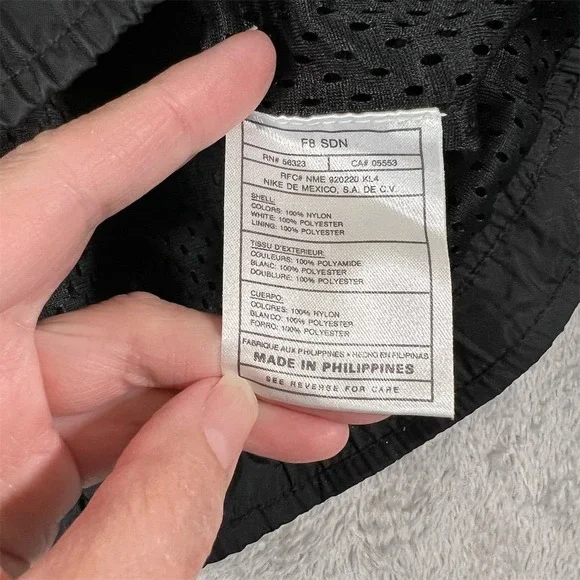 F8 SDN
RN# 56323 CA# 05553
RFC# NME 920220 KL4
NIKE DE MEXICO, S.A. DE C.V.
SHELL:
COLORS: 100% NYLON
WHITE: 100% POLYESTER
LINING: 100% POLYESTER
TISSU D'EXTERIEUR:
COULEURS: 100% POLYAMIDE
BLANC: 100% POLYESTER
DOUBLURE: 100% POLYESTER
CUERPO:
COLORES: 100% NYLON
BLANCO: 100% POLYESTER
FORRO: 100% POLYESTER
FABRIQUE AUX PHILIPPINES • HECHO EN FILIPINAS
MADE IN PHILIPPINES
SEE REVERSE FOR CARE